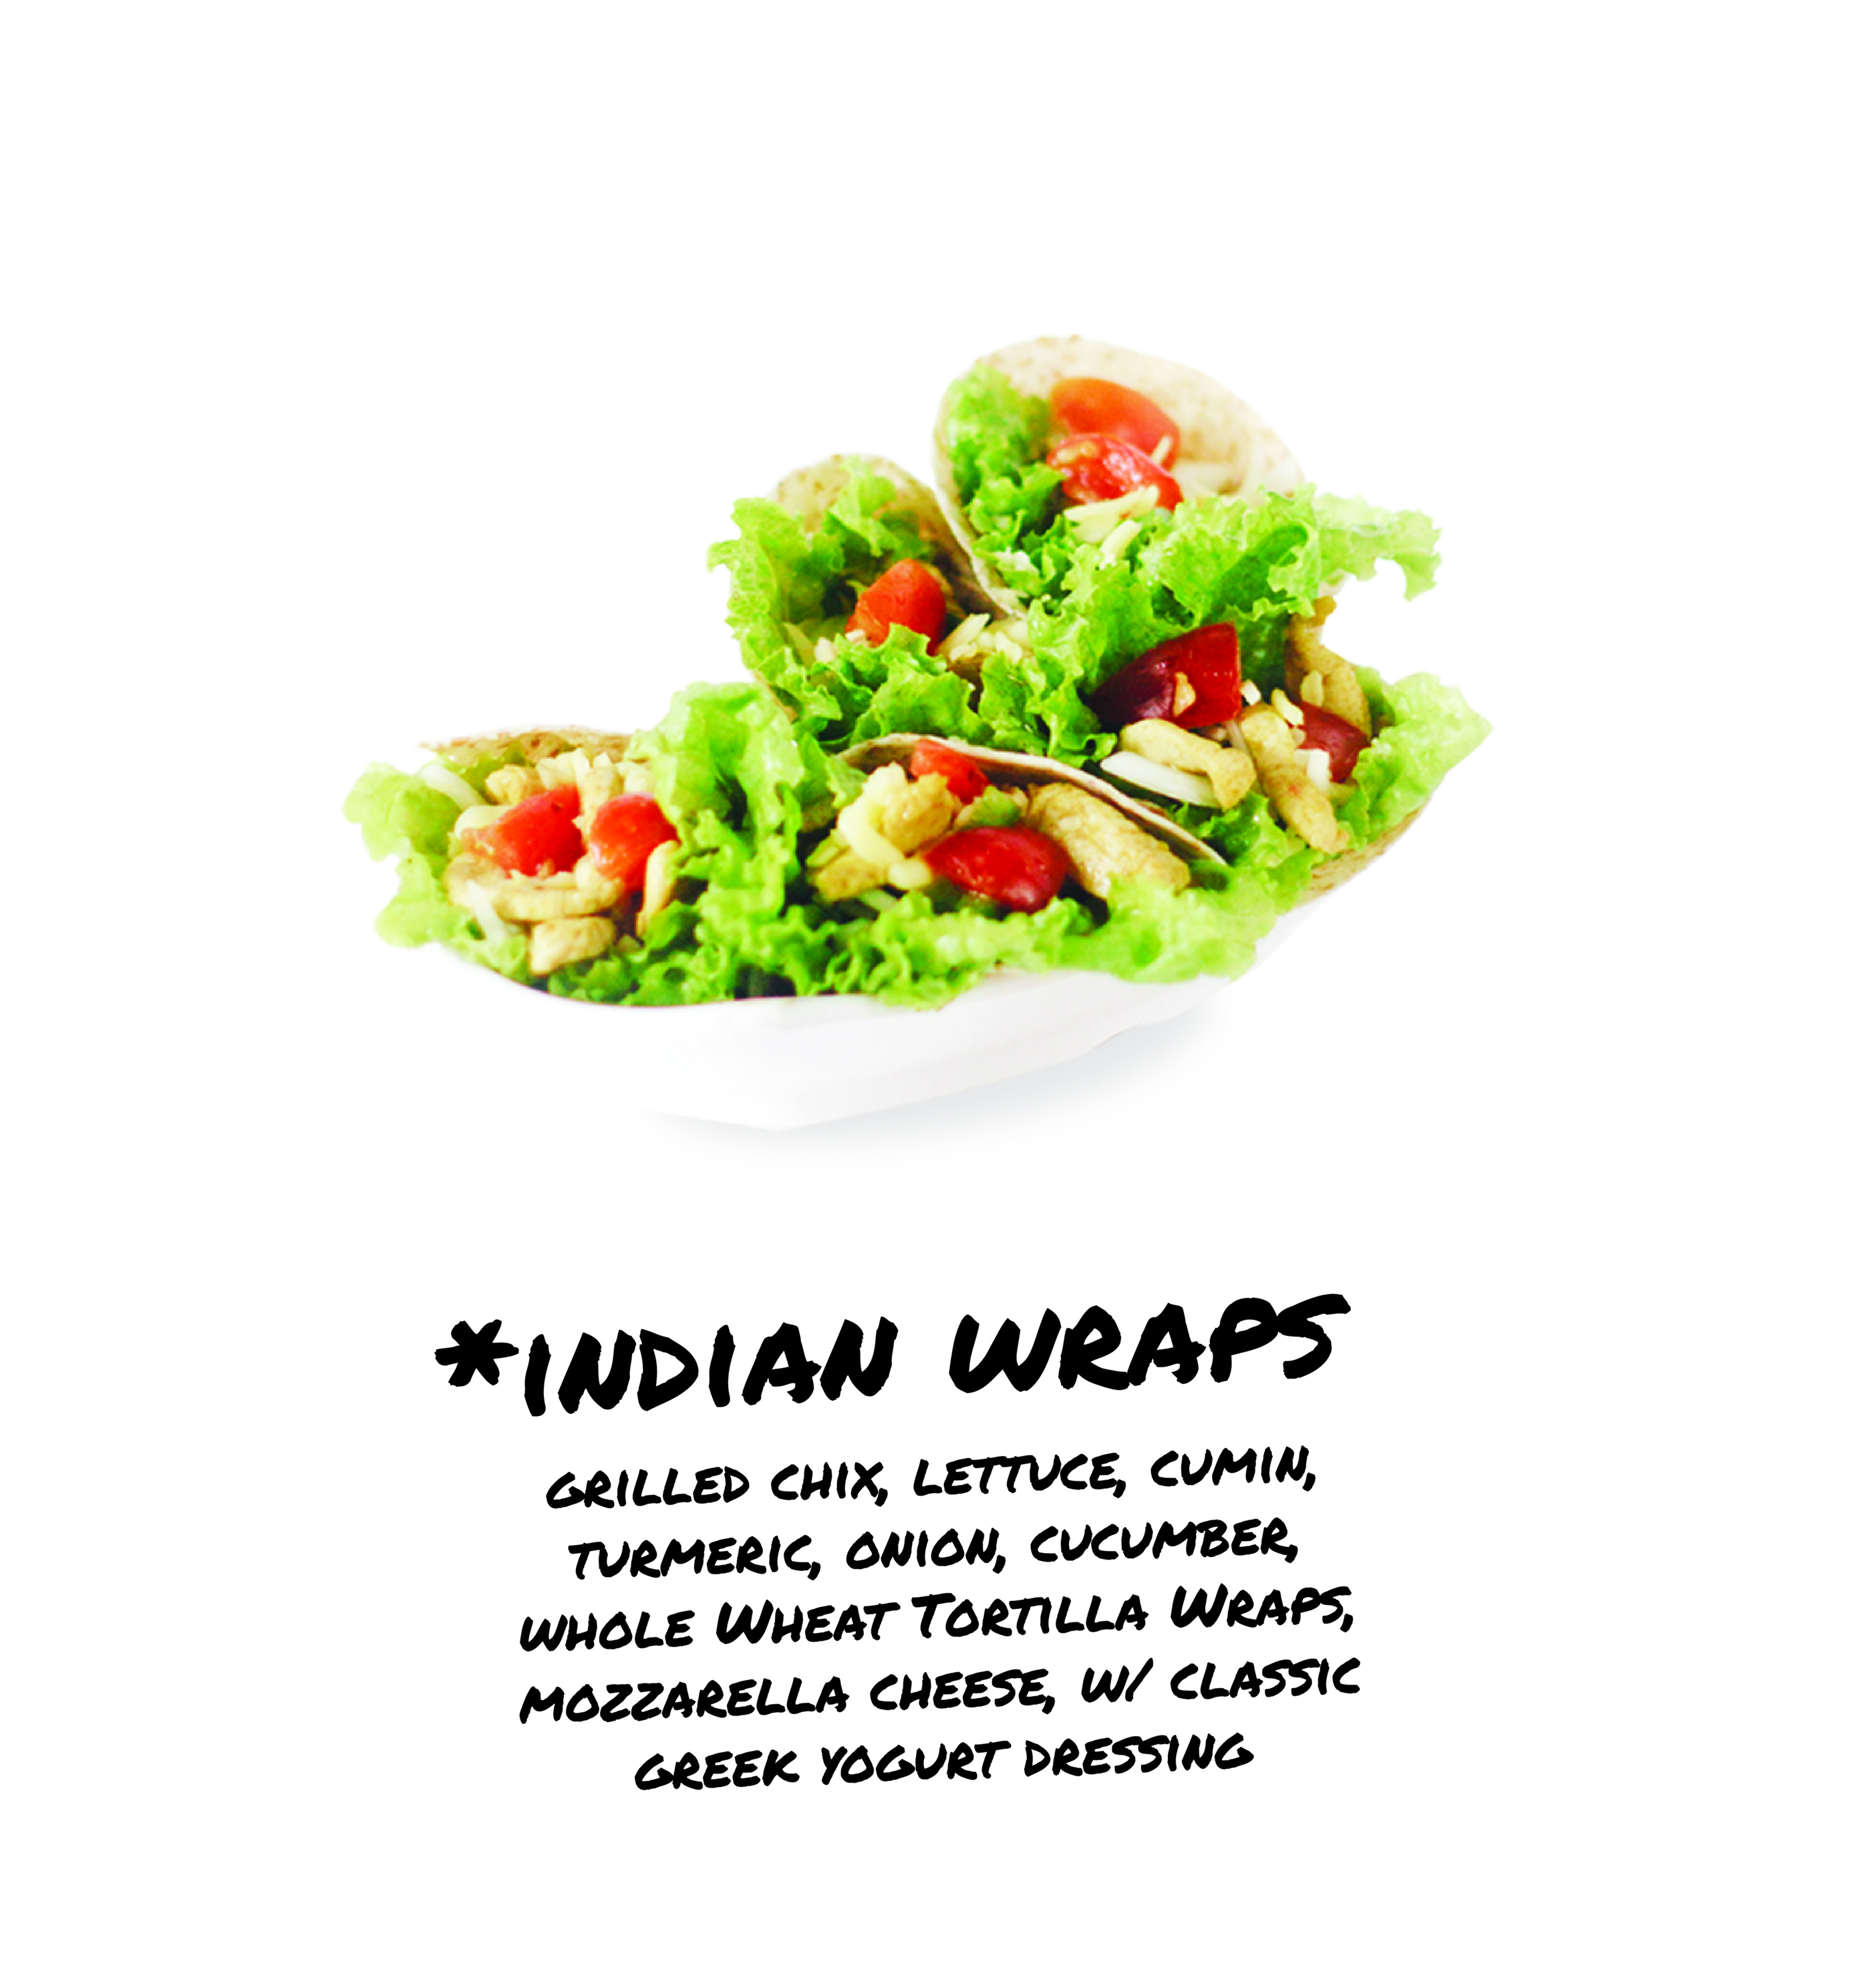 *INDIAN WRAPS
GRILLED CHIX, LETTUCE, CUMIN,
TURMERIC, ONION, CUCUMBER,
WHOLE WHEAT TORTILLA WRAPS,
MOZZARELLA CHEESE, W/ CLASSIC
GREEK YOGURT DRESSING